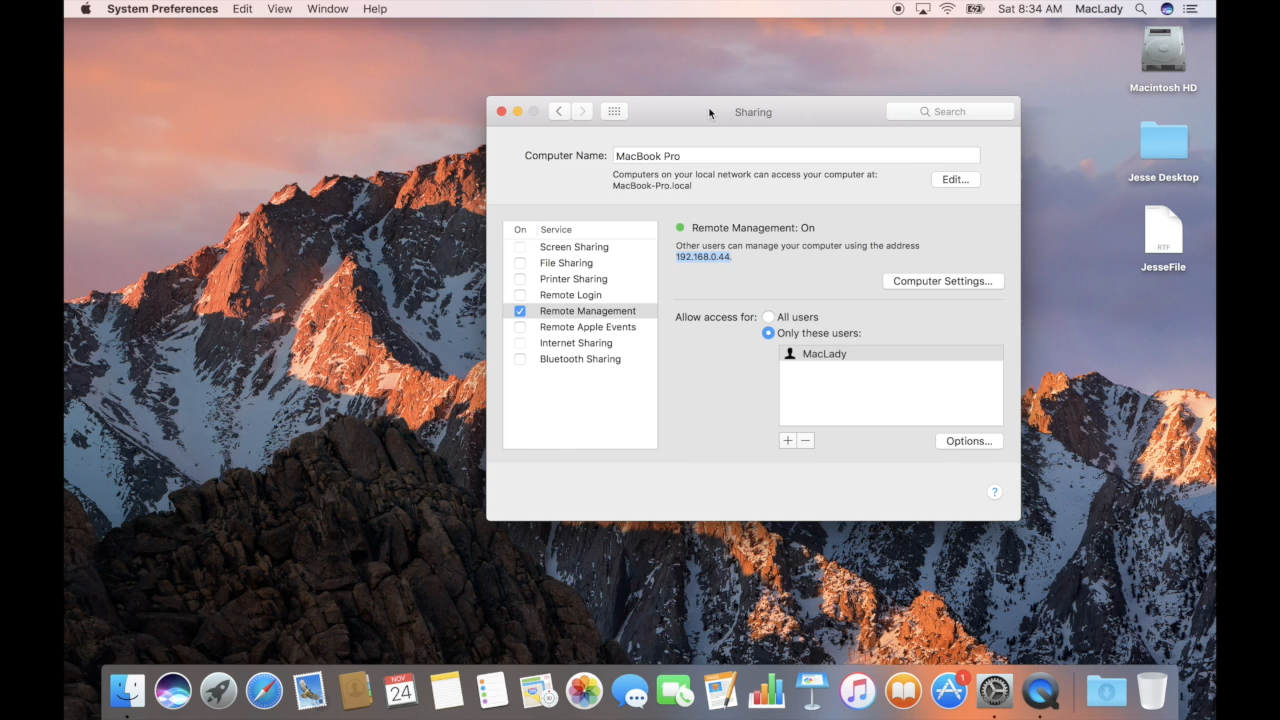 System Preferences Edit View Window Help Sat 8:34 AM MacLady
Macintosh HD
Jesse Desktop
RTF
JesseFile
Sharing
Search
Computer Name: MacBook Pro
Computers on your local network can access your computer at:
MacBook-Pro.local
Edit...
On Service
Screen Sharing
File Sharing
Printer Sharing
Remote Login
Remote Management
Remote Apple Events
Internet Sharing
Bluetooth Sharing
Remote Management: On
Other users can manage your computer using the address
192.168.0.44.
Computer Settings...
Allow access for: All users
Only these users:
MacLady
+ −
Options...
?
NOV
24
1